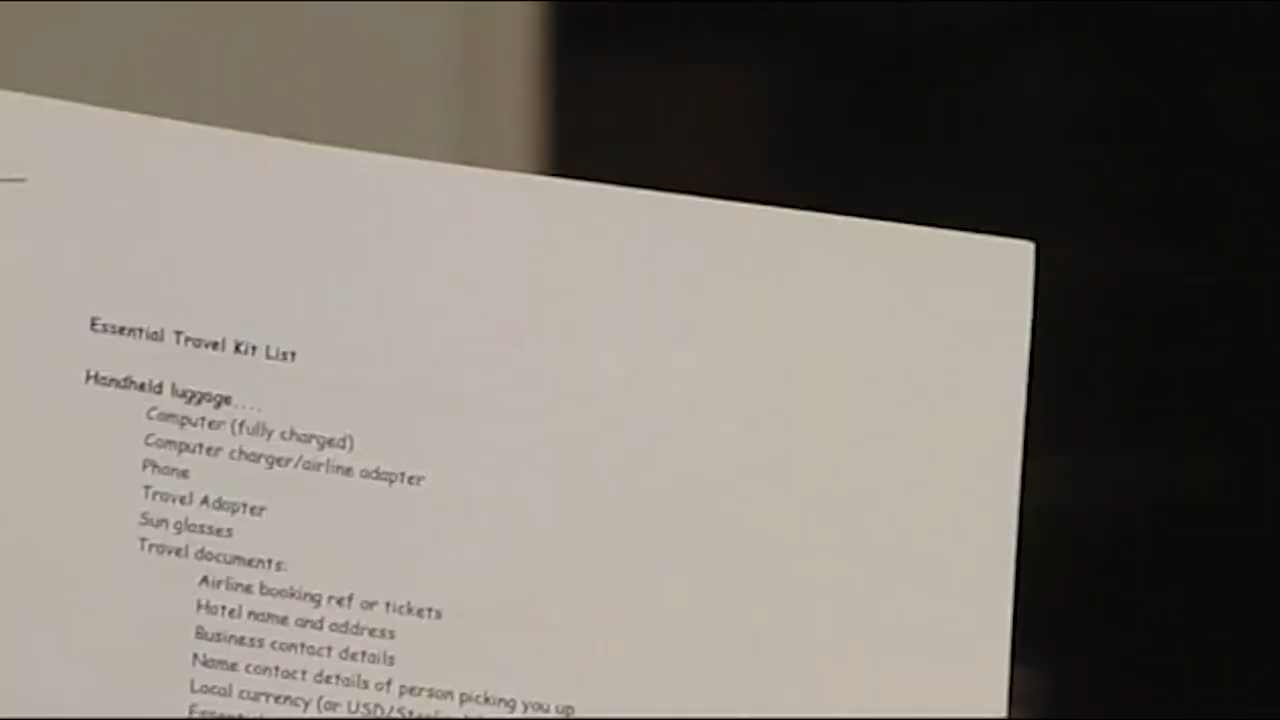 Essential Travel Kit List
Handheld luggage....
Computer (fully charged)
Computer charger/airline adapter
Phone
Travel Adapter
Sun glasses
Travel documents:
Airline booking ref or tickets
Hotel name and address
Business contact details
Name contact details of person picking you up
Local currency (or USD/